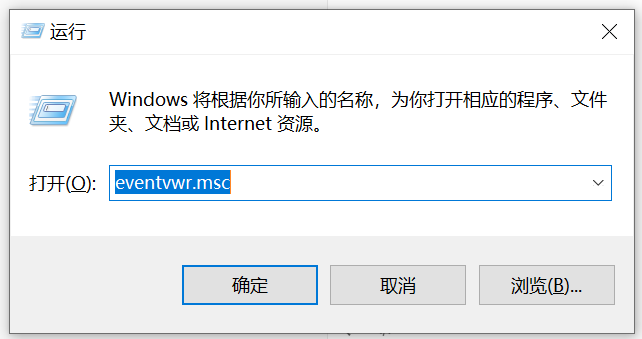 运行
Windows 将根据你所输入的名称，为你打开相应的程序、文件
夹、文档或 Internet 资源。
打开(O): eventvwr.msc
确定 取消 浏览(B)...